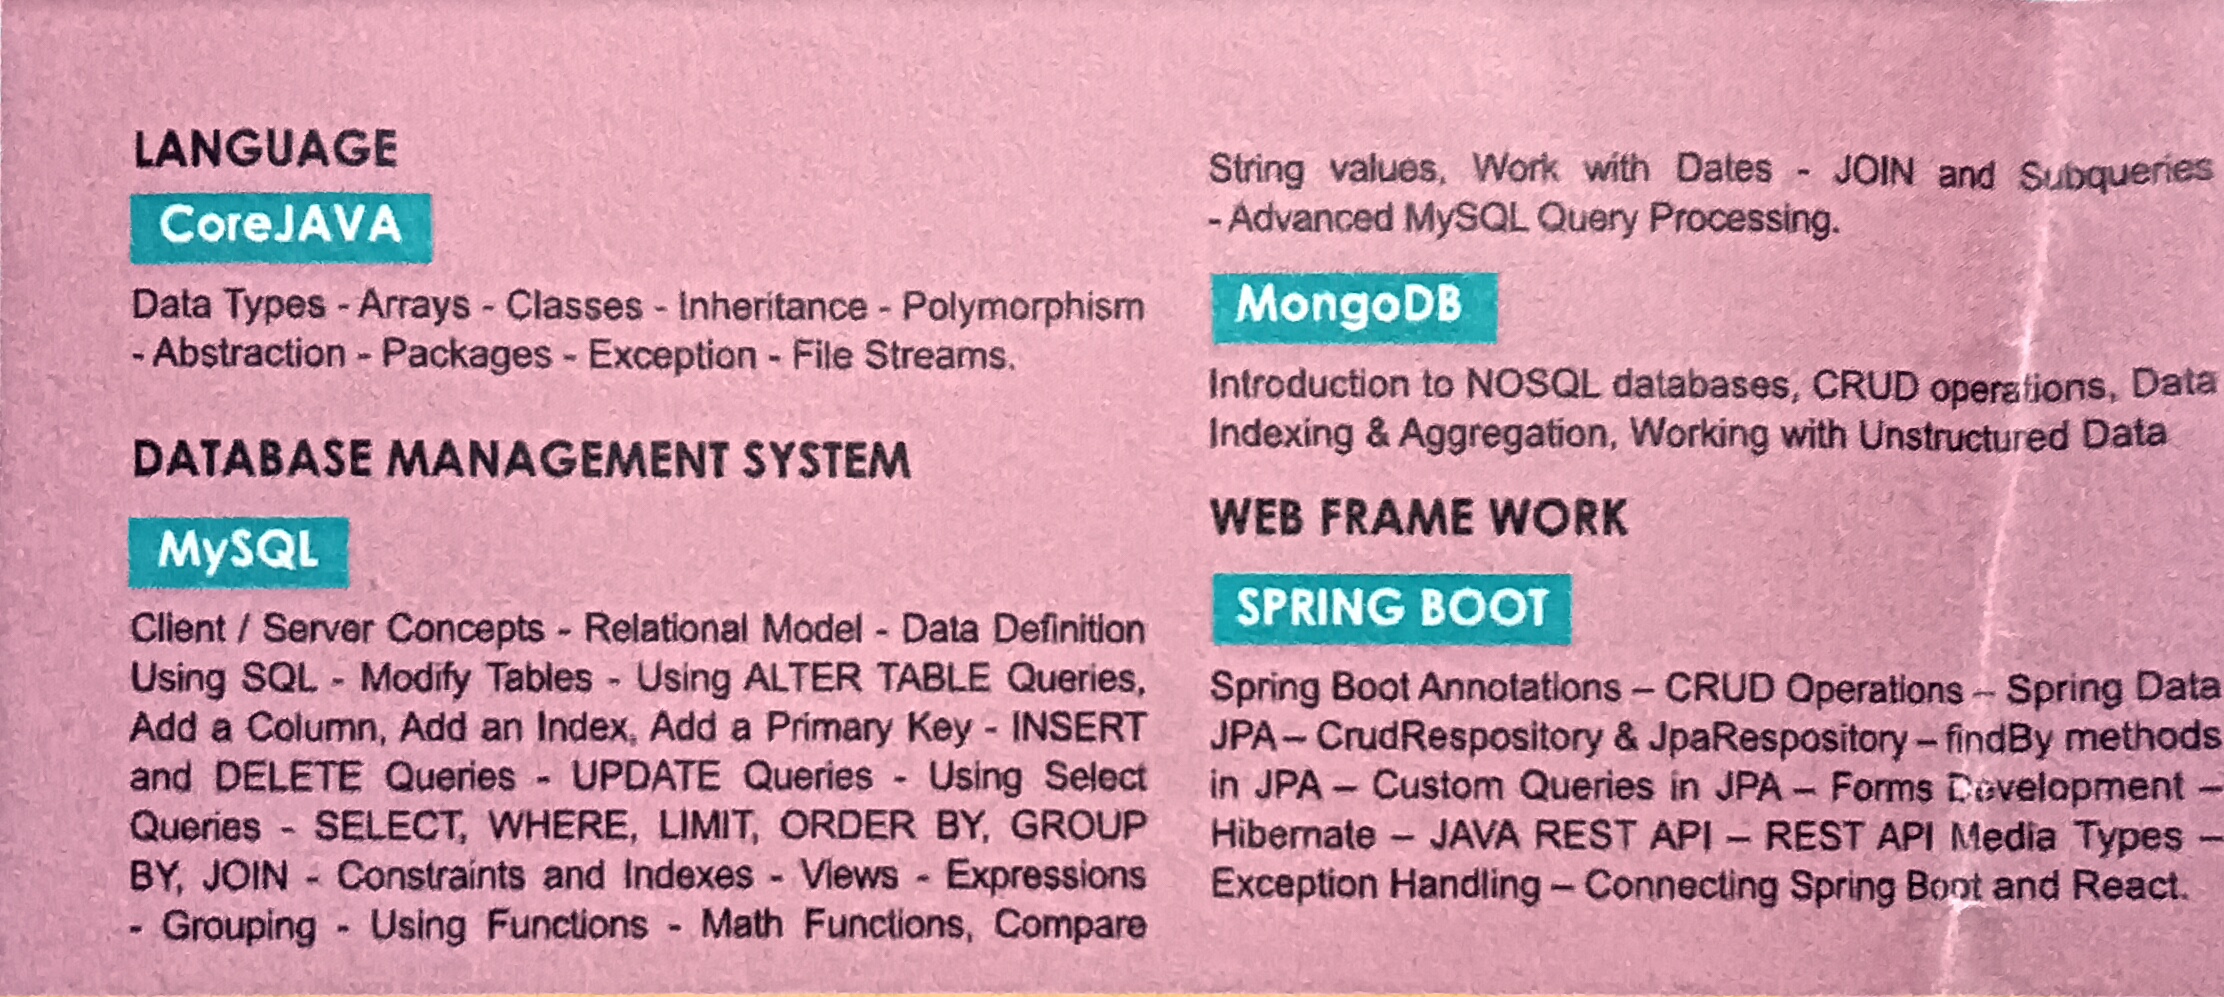 LANGUAGE
CoreJAVA
Data Types - Arrays - Classes - Inheritance - Polymorphism
- Abstraction - Packages - Exception - File Streams.
DATABASE MANAGEMENT SYSTEM
MySQL
Client / Server Concepts - Relational Model - Data Definition
Using SQL - Modify Tables - Using ALTER TABLE Queries,
Add a Column, Add an Index, Add a Primary Key - INSERT
and DELETE Queries - UPDATE Queries - Using Select
Queries - SELECT, WHERE, LIMIT, ORDER BY, GROUP
BY, JOIN - Constraints and Indexes - Views - Expressions
- Grouping - Using Functions - Math Functions, Compare
String values, Work with Dates - JOIN and Subqueries
- Advanced MySQL Query Processing.
MongoDB
Introduction to NOSQL databases, CRUD operations, Data
Indexing & Aggregation, Working with Unstructured Data
WEB FRAME WORK
SPRING BOOT
Spring Boot Annotations – CRUD Operations – Spring Data
JPA – CrudRespository & JpaRespository – findBy methods
in JPA – Custom Queries in JPA – Forms Development –
Hibernate – JAVA REST API – REST API Media Types –
Exception Handling – Connecting Spring Boot and React.